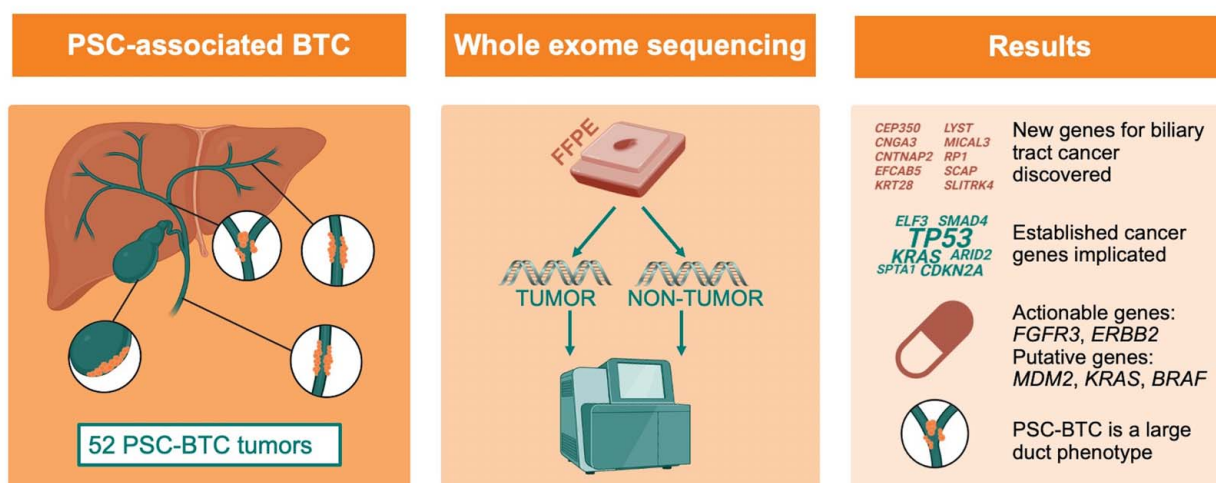 PSC-associated BTC
52 PSC-BTC tumors
Whole exome sequencing
FFPE
TUMOR
NON-TUMOR
Results
CEP350 LYST
CNGA3 MICAL3
CNTNAP2 RP1
EFCAB5 SCAP
KRT28 SLITRK4
New genes for biliary
tract cancer
discovered
ELF3 SMAD4
TP53
KRAS ARID2
SPTA1 CDKN2A
Established cancer
genes implicated
Actionable genes:
FGFR3, ERBB2
Putative genes:
MDM2, KRAS, BRAF
PSC-BTC is a large
duct phenotype